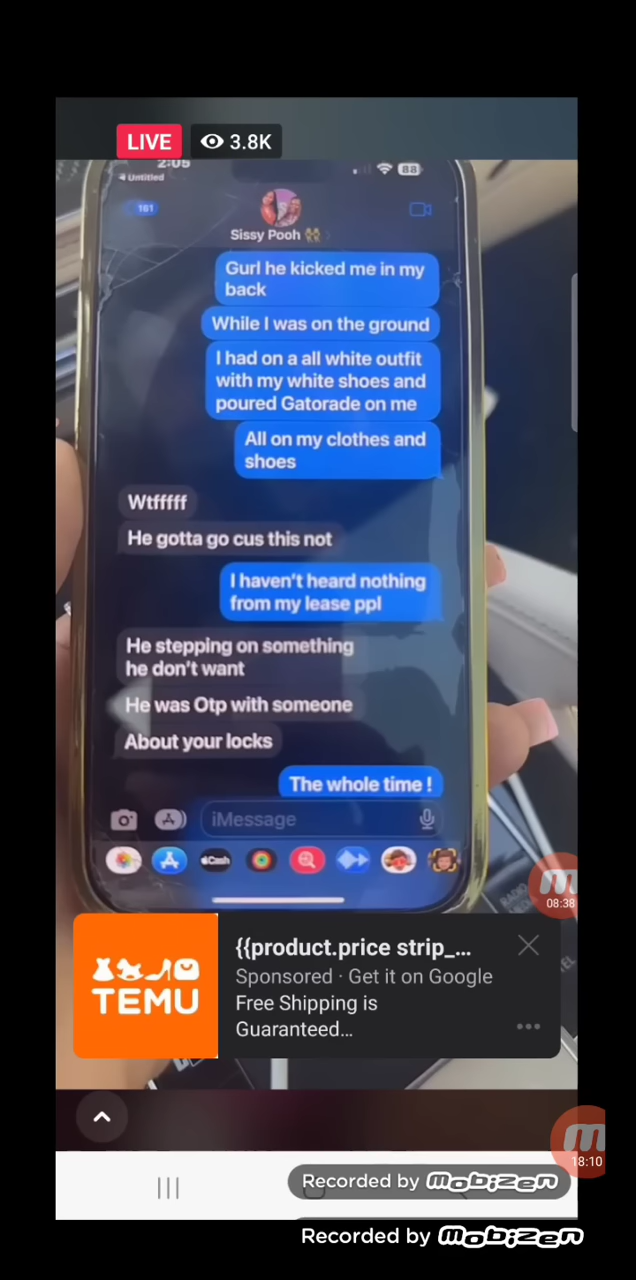 LIVE 3.8K
2:05
88
Untitled
161
Sissy Pooh
Gurl he kicked me in my
back
While I was on the ground
I had on a all white outfit
with my white shoes and
poured Gatorade on me
All on my clothes and
shoes
Wtfffff
He gotta go cus this not
I haven't heard nothing
from my lease ppl
He stepping on something
he don't want
He was Otp with someone
About your locks
The whole time !
iMessage
Cash
RADIO
08:38
{{product.price strip_...
Sponsored · Get it on Google
TEMU
Free Shipping is
Guaranteed...
18:10
Recorded by mobizen
Recorded by mobizen